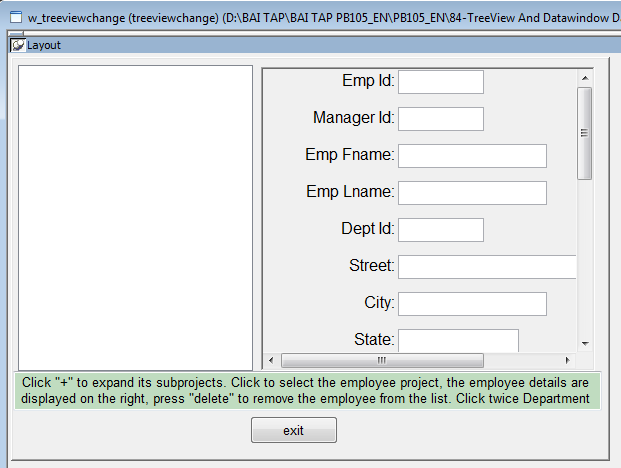 w_treeviewchange (treeviewchange) (D:\BAI TAP\BAI TAP PB105_EN\PB105_EN\84-TreeView And Datawindow D
Layout
Emp Id:
Manager Id:
Emp Fname:
Emp Lname:
Dept Id:
Street:
City:
State:
Click "+" to expand its subprojects. Click to select the employee project, the employee details are
displayed on the right, press "delete" to remove the employee from the list. Click twice Department
exit